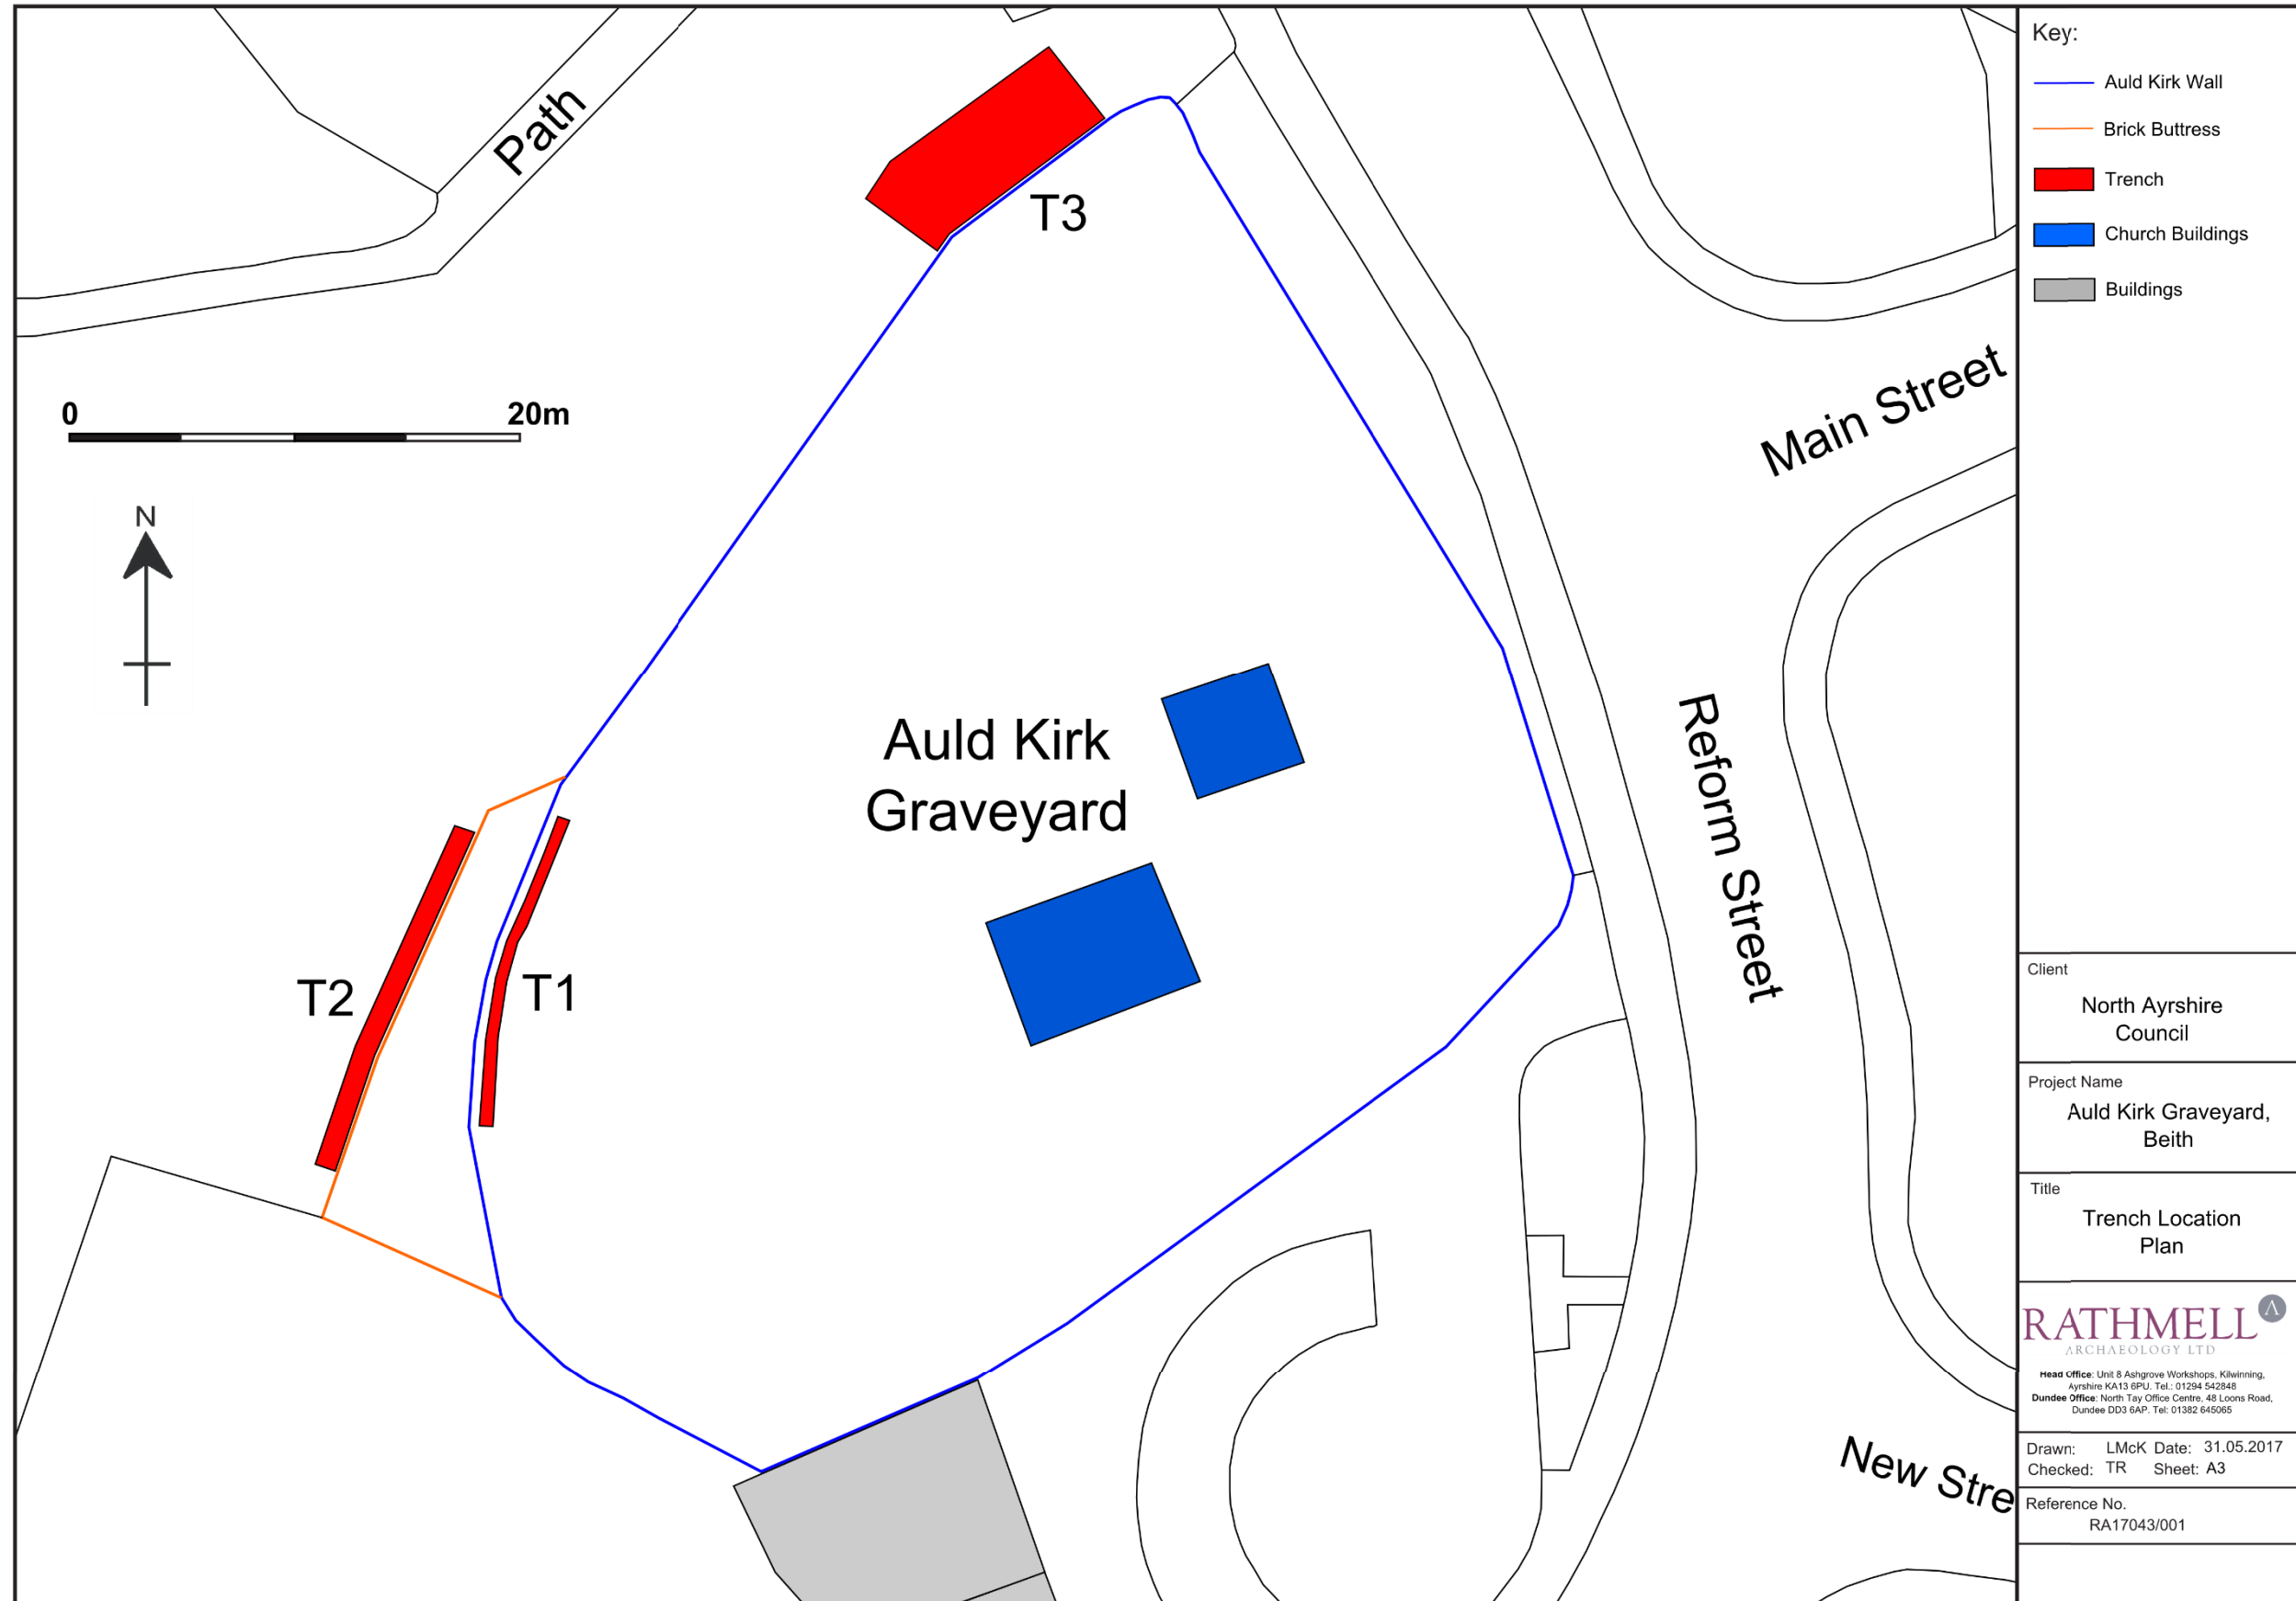 Path
T3
0 20m
N
Main Street
Auld Kirk
Graveyard
Reform Street
T2
T1
New Stre
Key:
Auld Kirk Wall
Brick Buttress
Trench
Church Buildings
Buildings
Client
North Ayrshire
Council
Project Name
Auld Kirk Graveyard,
Beith
Title
Trench Location
Plan
RATHMELL
ARCHAEOLOGY LTD
Head Office: Unit 8 Ashgrove Workshops, Kilwinning,
Ayrshire KA13 6PU. Tel.: 01294 542848
Dundee Office: North Tay Office Centre, 48 Loons Road,
Dundee DD3 6AP. Tel: 01382 645065
Drawn: LMcK Date: 31.05.2017
Checked: TR Sheet: A3
Reference No.
RA17043/001